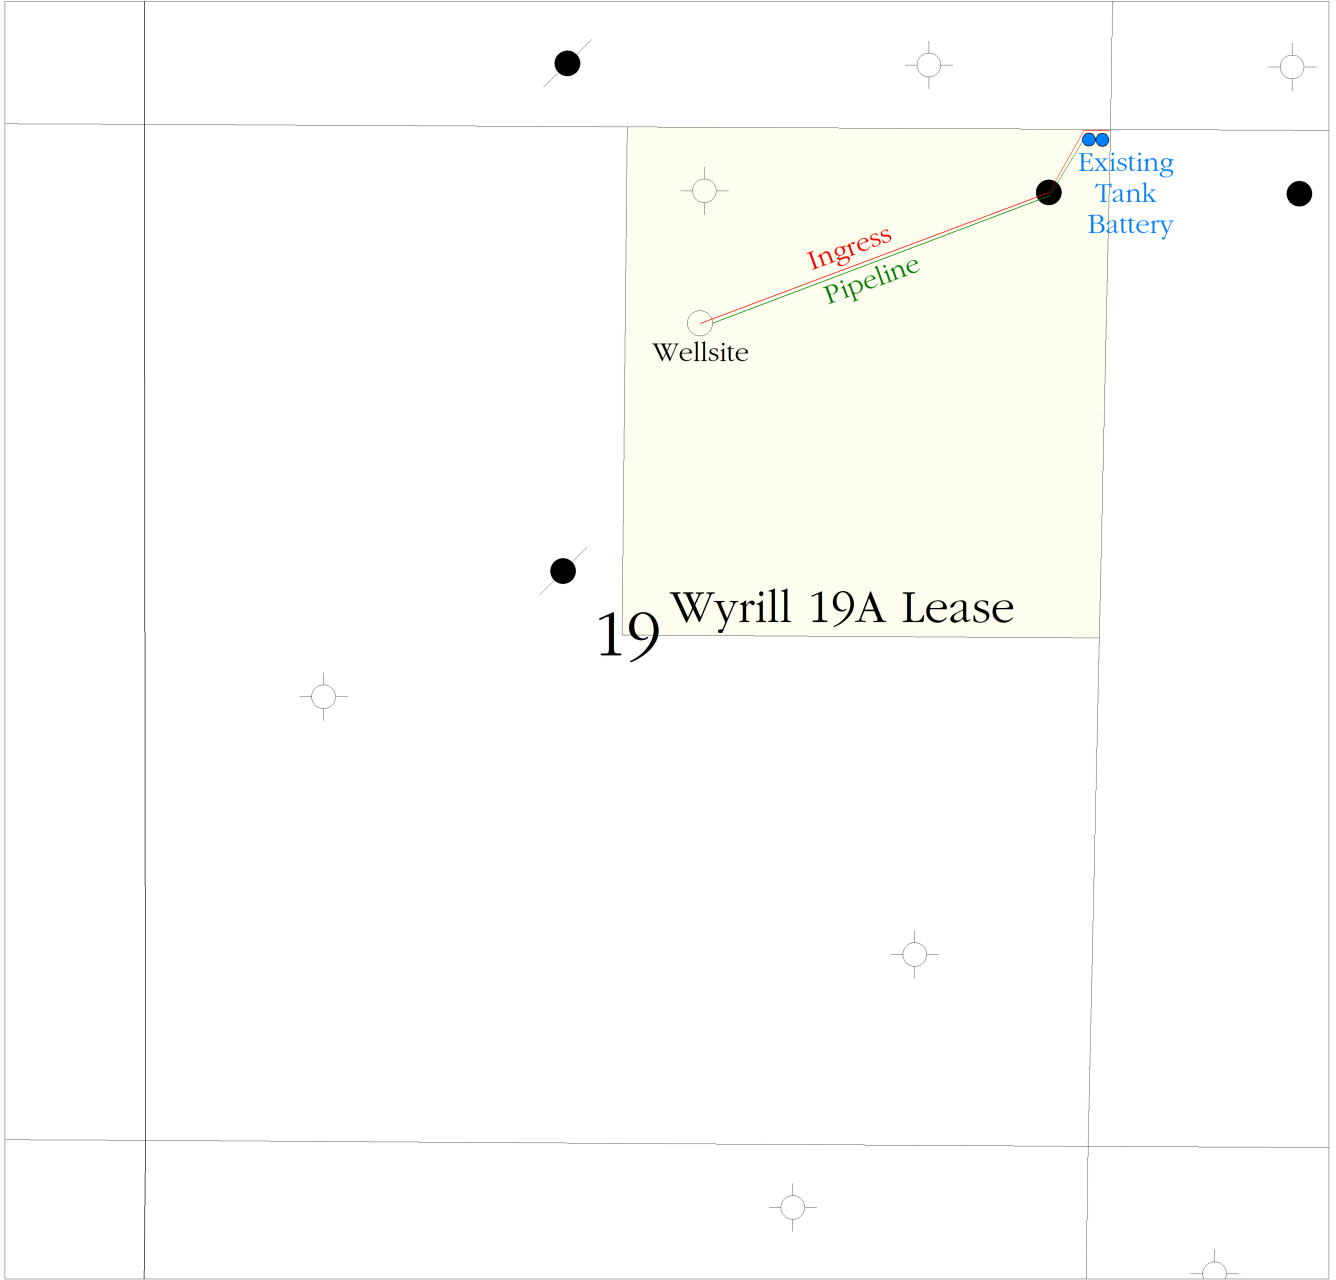 Existing
Tank
Battery
Ingress
Pipeline
Wellsite
Wyrill 19A Lease
19